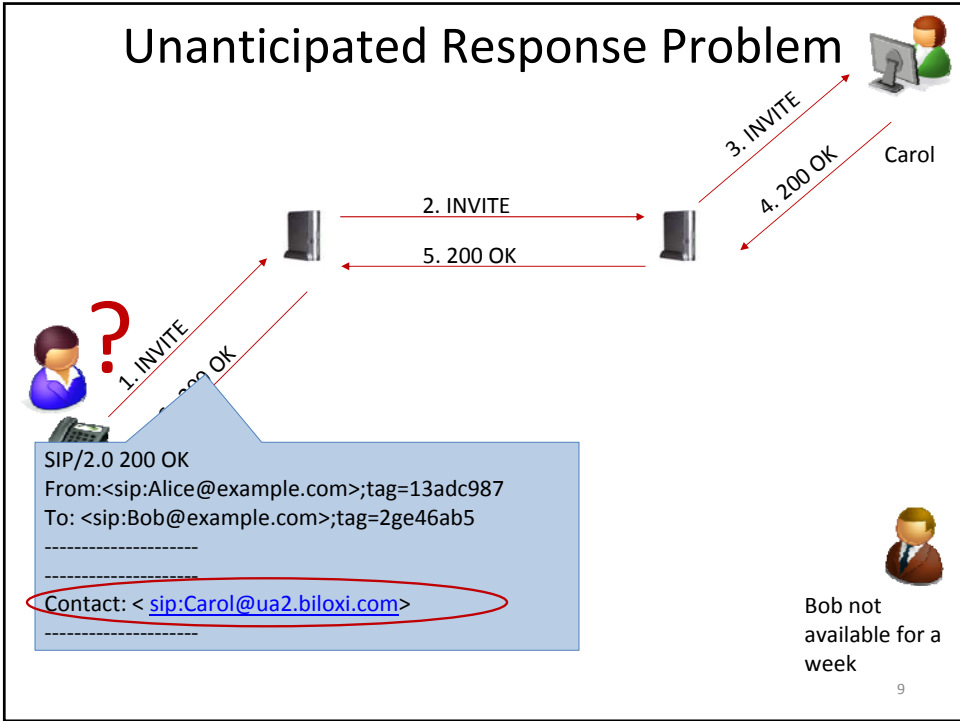 Unanticipated Response Problem
3. INVITE
Carol
4. 200 OK
2. INVITE
5. 200 OK
?
1. INVITE
200 OK
SIP/2.0 200 OK
From:<sip:Alice@example.com>;tag=13adc987
To: <sip:Bob@example.com>;tag=2ge46ab5
---------------------
---------------------
Contact: < sip:Carol@ua2.biloxi.com>
---------------------
Bob not
available for a
week
9